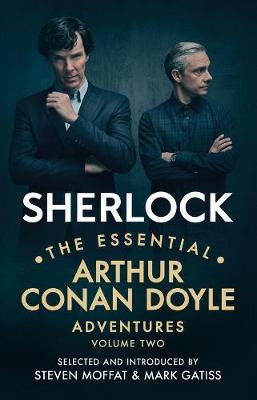 SHERLOCK
• THE ESSENTIAL •
ARTHUR
CONAN DOYLE
ADVENTURES
VOLUME TWO
SELECTED AND INTRODUCED BY
STEVEN MOFFAT & MARK GATISS